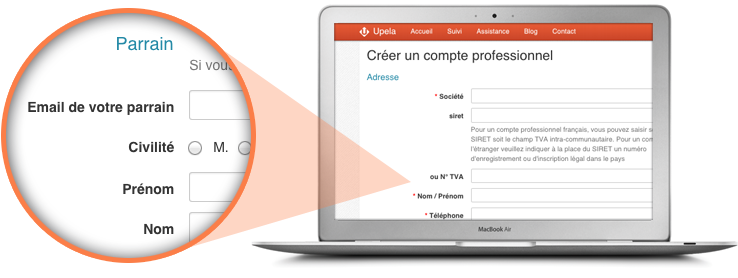 Parrain
Si vous
Email de votre parrain
Civilité
M.
Prénom
Nom
Upela
Accueil
Suivi
Assistance
Blog
Contact
Créer un compte professionnel
Adresse
* Société
siret
Pour un compte professionnel français, vous pouvez saisir s
SIRET soit le champ TVA intra-communautaire. Pour un com
l'étranger veuillez indiquer à la place du SIRET un numéro
d'enregistrement ou d'inscription légal dans le pays
ou N° TVA
* Nom / Prénom
* Téléphone
MacBook Air